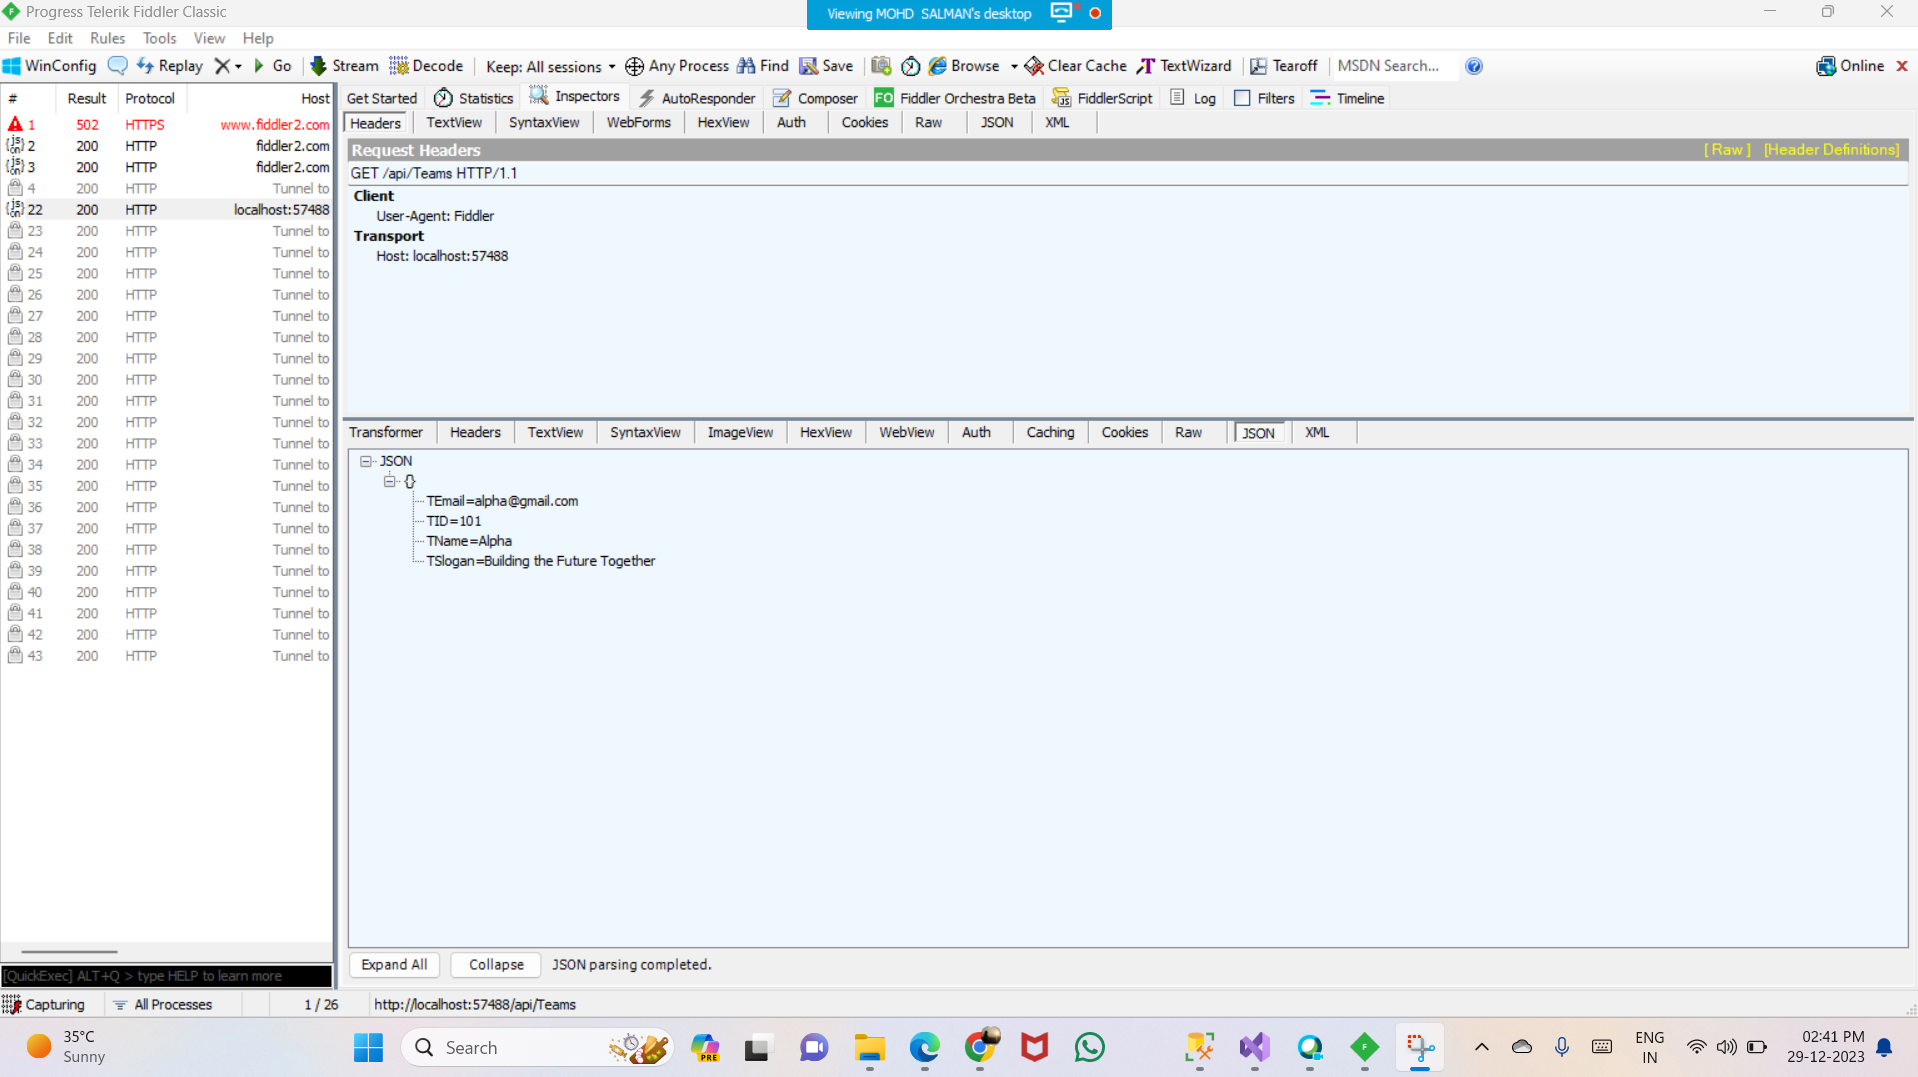 Progress Telerik Fiddler Classic
Viewing MOHD SALMAN's desktop
File Edit Rules Tools View Help
WinConfig Replay Go Stream Decode Keep: All sessions Any Process Find Save Browse Clear Cache TextWizard Tearoff MSDN Search... Online
# Result Protocol Host
Get Started Statistics Inspectors AutoResponder Composer FO Fiddler Orchestra Beta FiddlerScript Log Filters Timeline
Headers TextView SyntaxView WebForms HexView Auth Cookies Raw JSON XML
1 502 HTTPS www.fiddler2.com
2 200 HTTP fiddler2.com
3 200 HTTP fiddler2.com
4 200 HTTP Tunnel to
22 200 HTTP localhost:57488
23 200 HTTP Tunnel to
24 200 HTTP Tunnel to
25 200 HTTP Tunnel to
26 200 HTTP Tunnel to
27 200 HTTP Tunnel to
28 200 HTTP Tunnel to
29 200 HTTP Tunnel to
30 200 HTTP Tunnel to
31 200 HTTP Tunnel to
32 200 HTTP Tunnel to
33 200 HTTP Tunnel to
34 200 HTTP Tunnel to
35 200 HTTP Tunnel to
36 200 HTTP Tunnel to
37 200 HTTP Tunnel to
38 200 HTTP Tunnel to
39 200 HTTP Tunnel to
40 200 HTTP Tunnel to
41 200 HTTP Tunnel to
42 200 HTTP Tunnel to
43 200 HTTP Tunnel to
Request Headers [ Raw ] [Header Definitions]
GET /api/Teams HTTP/1.1
Client
User-Agent: Fiddler
Transport
Host: localhost:57488
Transformer Headers TextView SyntaxView ImageView HexView WebView Auth Caching Cookies Raw JSON XML
JSON
{}
TEmail=alpha@gmail.com
TID=101
TName=Alpha
TSlogan=Building the Future Together
Expand All Collapse JSON parsing completed.
[QuickExec] ALT+Q > type HELP to learn more
Capturing All Processes 1 / 26 http://localhost:57488/api/Teams
35°C
Sunny
Search
PRE
ENG
IN
02:41 PM
29-12-2023